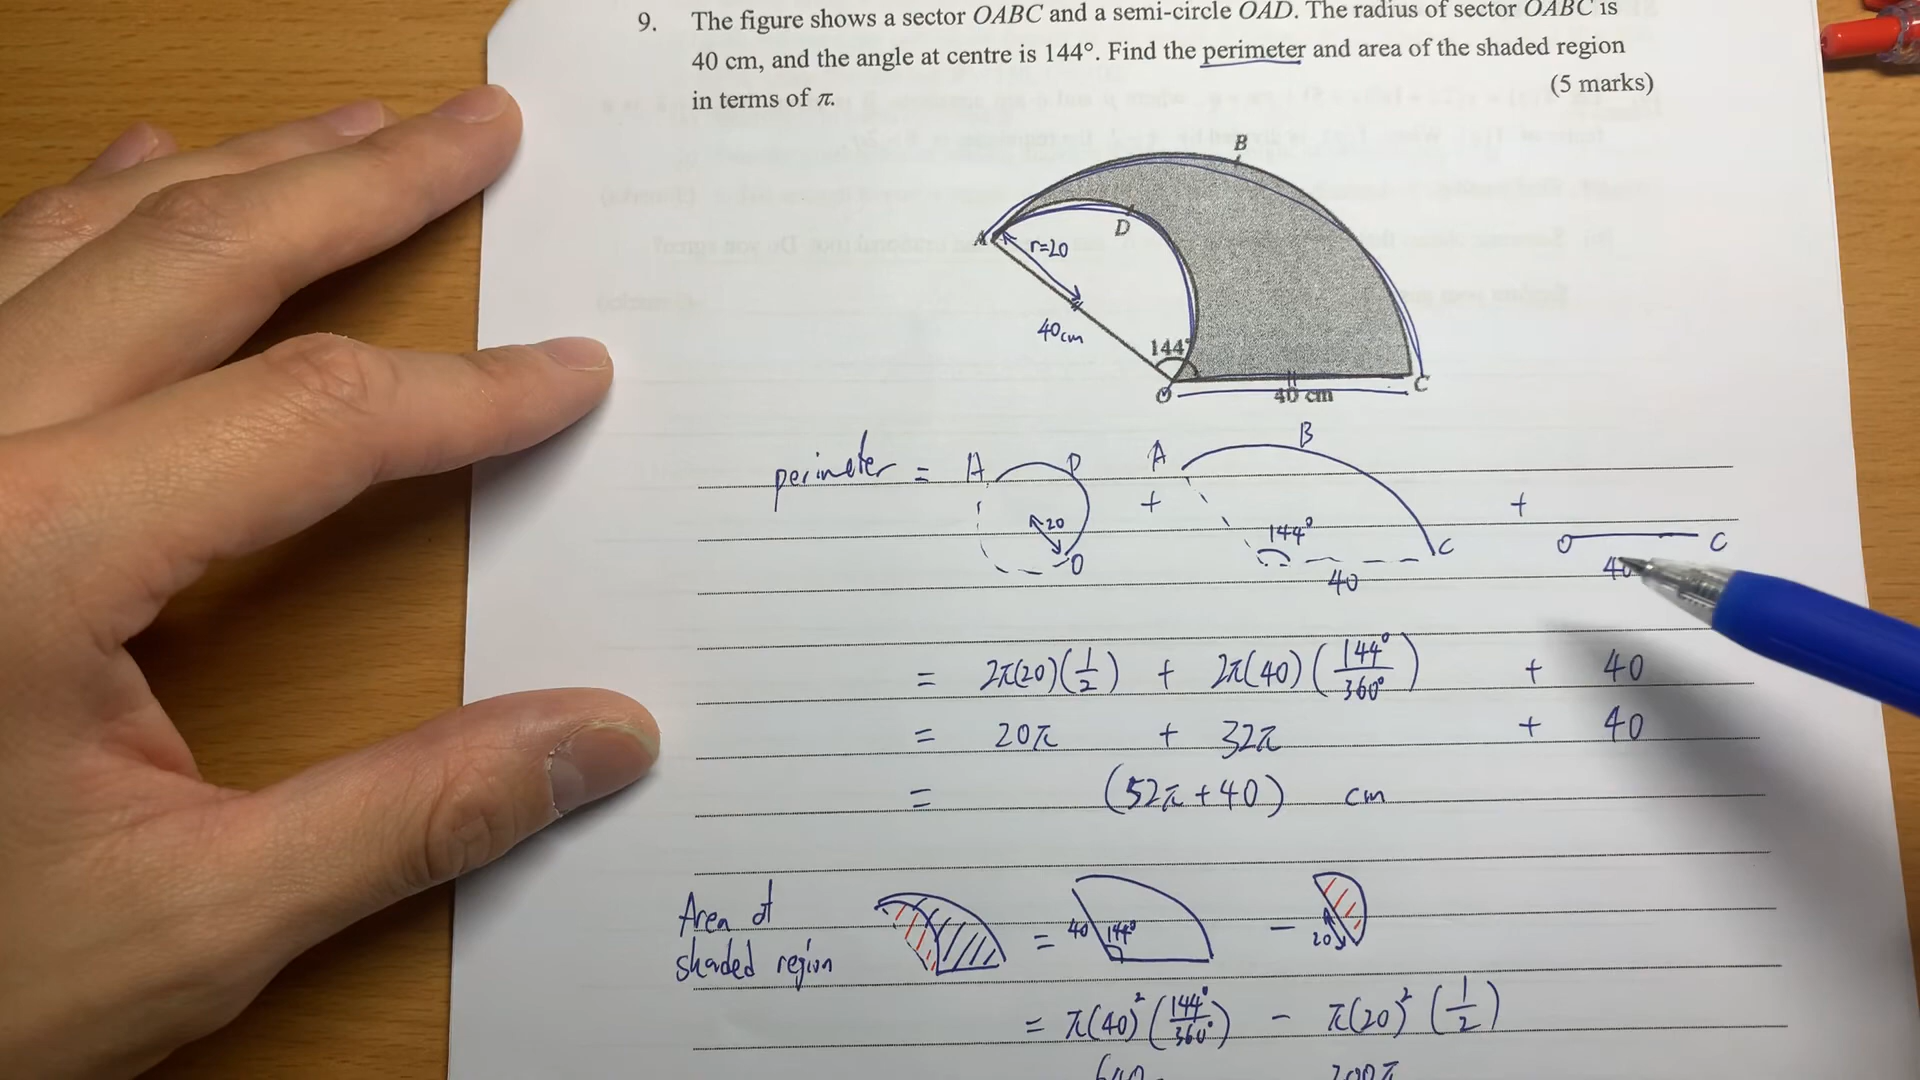 9. The figure shows a sector OABC and a semi-circle OAD. The radius of sector OABC is
40 cm, and the angle at centre is 144°. Find the perimeter and area of the shaded region
in terms of π. (5 marks)
B
A
D
r=20
40cm
144°
O
40 cm
C
perimeter = A D + A B +
20
O
144°
C
40
O C
40
= 2π(20)(1/2) + 2π(40)(144°/360°) + 40
= 20π + 32π + 40
= (52π+40) cm
Area of
shaded region = 40 144° − 20
= π(40)²(144°/360°) − π(20)²(1/2)
200π